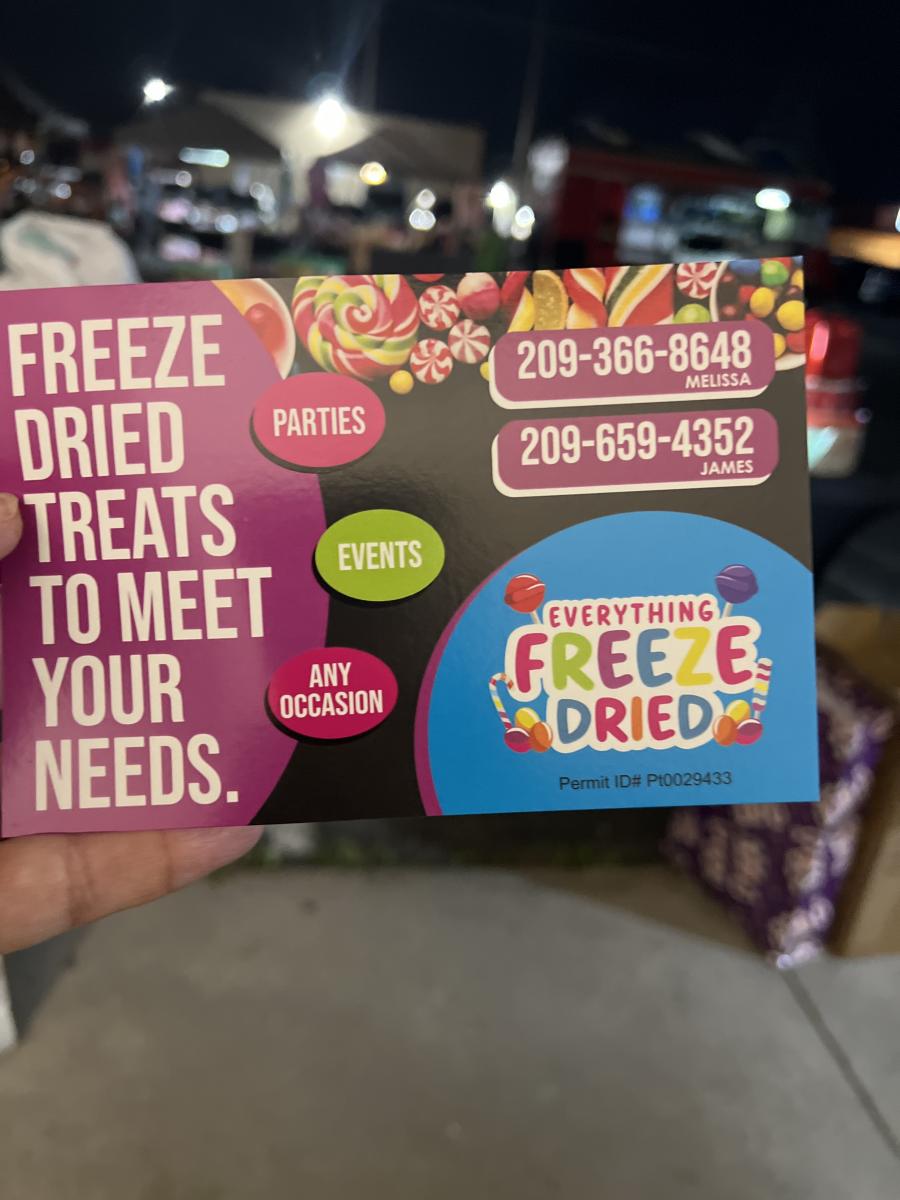 FREEZE
DRIED
TREATS
TO MEET
YOUR
NEEDS.
PARTIES
EVENTS
ANY
OCCASION
209-366-8648
MELISSA
209-659-4352
JAMES
EVERYTHING
FREEZE
DRIED
Permit ID# Pt0029433